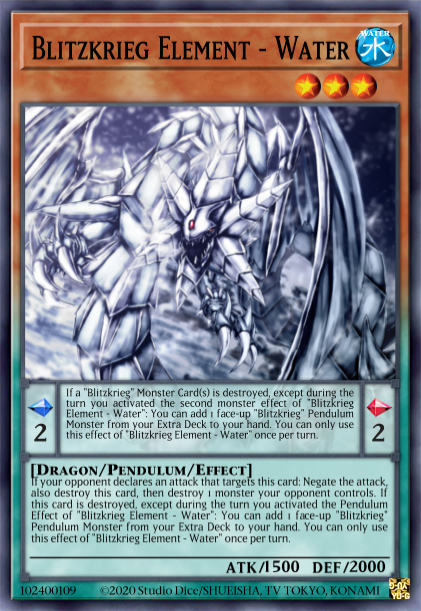 Blitzkrieg Element - Water
WATER
水
If a "Blitzkrieg" Monster Card(s) is destroyed, except during the
turn you activated the second monster effect of "Blitzkrieg
Element - Water": You can add 1 face-up "Blitzkrieg" Pendulum
Monster from your Extra Deck to your hand. You can only use
this effect of "Blitzkrieg Element - Water" once per turn.
2
2
[Dragon/Pendulum/Effect]
If your opponent declares an attack that targets this card: Negate the attack,
also destroy this card, then destroy 1 monster your opponent controls. If
this card is destroyed, except during the turn you activated the Pendulum
Effect of "Blitzkrieg Element - Water": You can add 1 face-up "Blitzkrieg"
Pendulum Monster from your Extra Deck to your hand. You can only use
this effect of "Blitzkrieg Element - Water" once per turn.
ATK/1500 DEF/2000
102400109 ©2020 Studio Dice/SHUEISHA, TV TOKYO, KONAMI